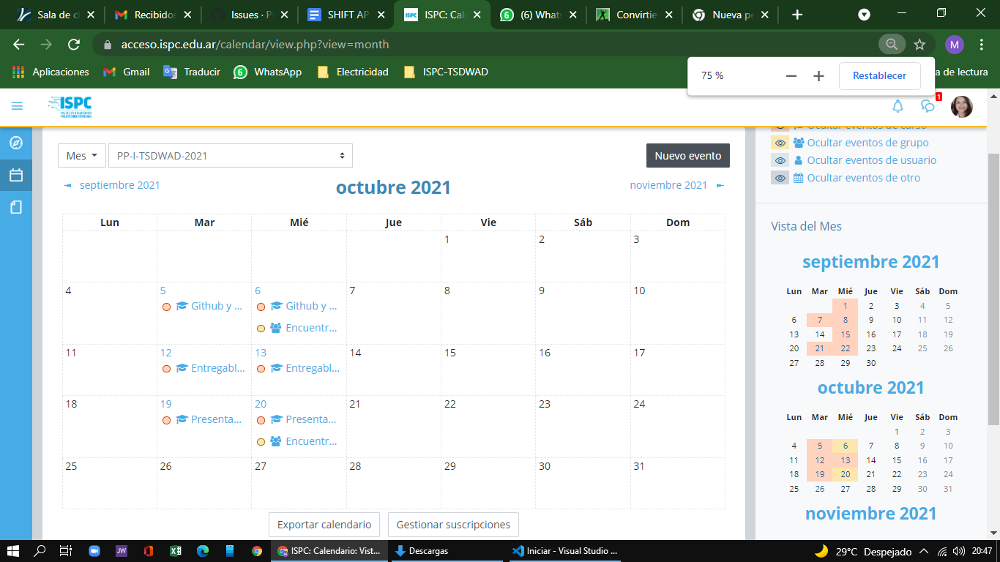 Sala de cl
Recibidos
Issues · P
SHIFT AP
ISPC: Cale
(6) Whats
Convirtie
Nueva pe
acceso.ispc.edu.ar/calendar/view.php?view=month
M
Aplicaciones
Gmail
Traducir
WhatsApp
Electricidad
ISPC-TSDWAD
a de lectura
75 %
Restablecer
ISPC
1
Ocultar eventos de curso
Ocultar eventos de grupo
Ocultar eventos de usuario
Ocultar eventos de otro
Mes
PP-I-TSDWAD-2021
Nuevo evento
septiembre 2021
octubre 2021
noviembre 2021
Lun Mar Mié Jue Vie Sáb Dom
1 2 3
4 5 6 7 8 9 10
Github y ... Github y ...
Encuentr...
11 12 13 14 15 16 17
Entregabl... Entregabl...
18 19 20 21 22 23 24
Presenta... Presenta...
Encuentr...
25 26 27 28 29 30 31
Exportar calendario
Gestionar suscripciones
Vista del Mes
septiembre 2021
Lun Mar Mié Jue Vie Sáb Dom
1 2 3 4 5
6 7 8 9 10 11 12
13 14 15 16 17 18 19
20 21 22 23 24 25 26
27 28 29 30
octubre 2021
Lun Mar Mié Jue Vie Sáb Dom
1 2 3
4 5 6 7 8 9 10
11 12 13 14 15 16 17
18 19 20 21 22 23 24
25 26 27 28 29 30 31
noviembre 2021
JW
ISPC: Calendario: Vist...
Descargas
Iniciar - Visual Studio ...
29°C Despejado
20:47